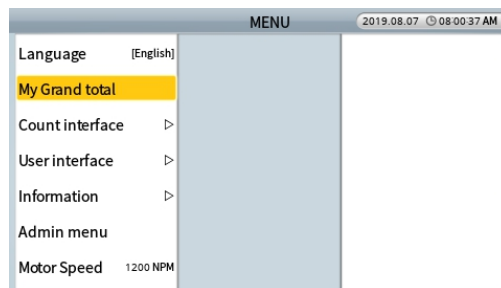 MENU 2019.08.07 08:00:37 AM
Language [English]
My Grand total
Count interface ▷
User interface ▷
Information ▷
Admin menu
Motor Speed 1200 NPM